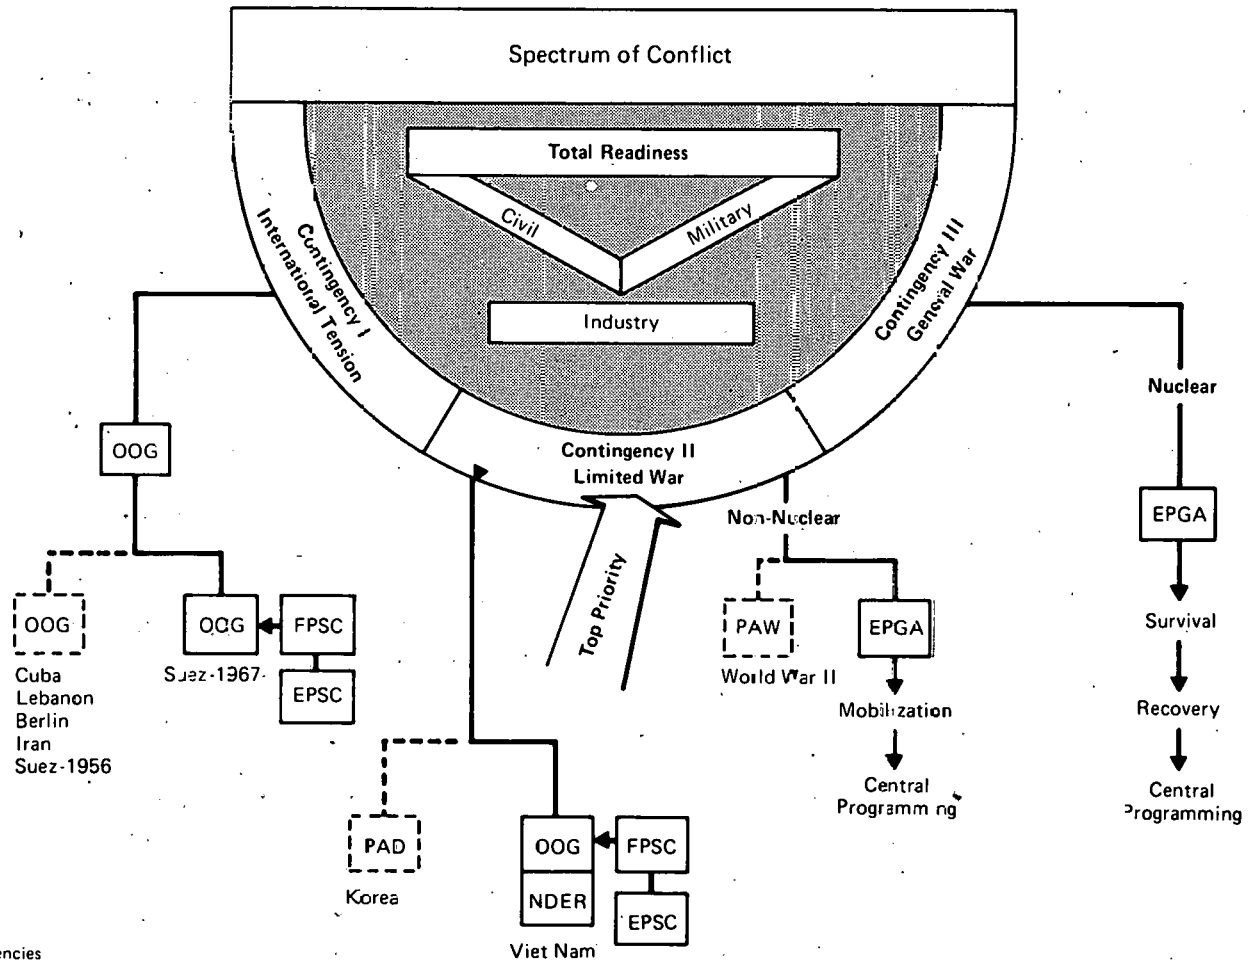 Spectrum of Conflict
Total Readiness
Civil
Military
Industry
Contingency I
International Tension
Contingency II
Limited War
Contingency III
General War
Top Priority
OOG
OOG
Cuba
Lebanon
Berlin
Iran
Suez-1956
OOG
FPSC
EPSC
Suez-1967
PAD
Korea
OOG
NDER
FPSC
EPSC
Viet Nam
Non-Nuclear
PAW
World War II
EPGA
Mobilization
Central
Programming
Nuclear
EPGA
Survival
Recovery
Central
Programming